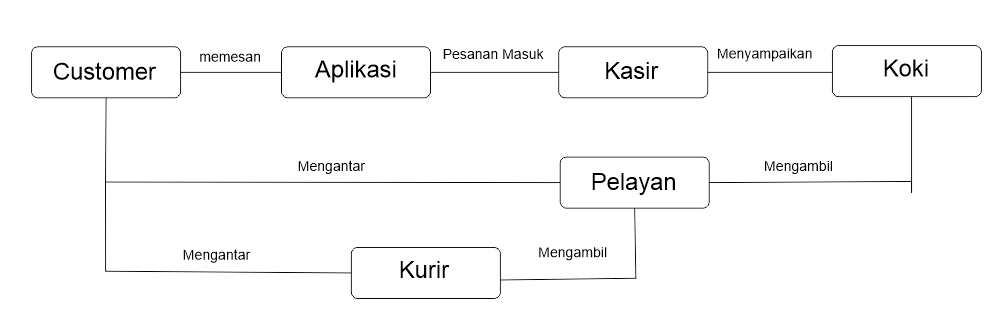 Customer
memesan
Aplikasi
Pesanan Masuk
Kasir
Menyampaikan
Koki
Mengantar
Pelayan
Mengambil
Mengantar
Kurir
Mengambil